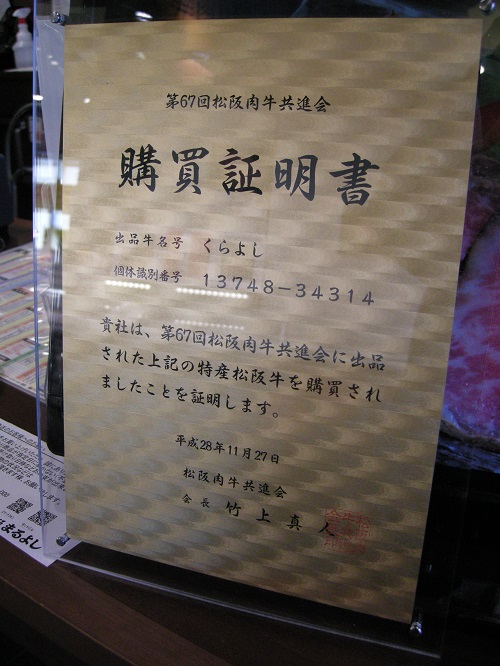 第67回松阪肉牛共進会
購買証明書
出品牛名号 くらよし
個体識別番号 13748-34314
貴社は、第67回松阪肉牛共進会に出品
された上記の特産松阪牛を購買され
ましたことを証明します。
平成28年11月27日
松阪肉牛共進会
会長 竹上真人
まるよし